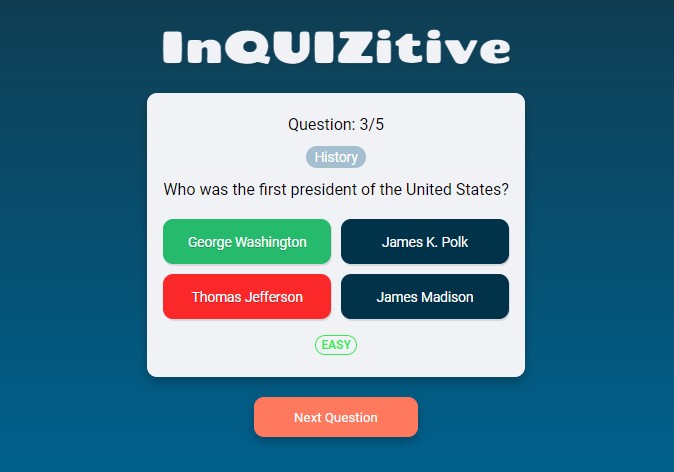 InQUIZitive
Question: 3/5
History
Who was the first president of the United States?
George Washington
James K. Polk
Thomas Jefferson
James Madison
EASY
Next Question